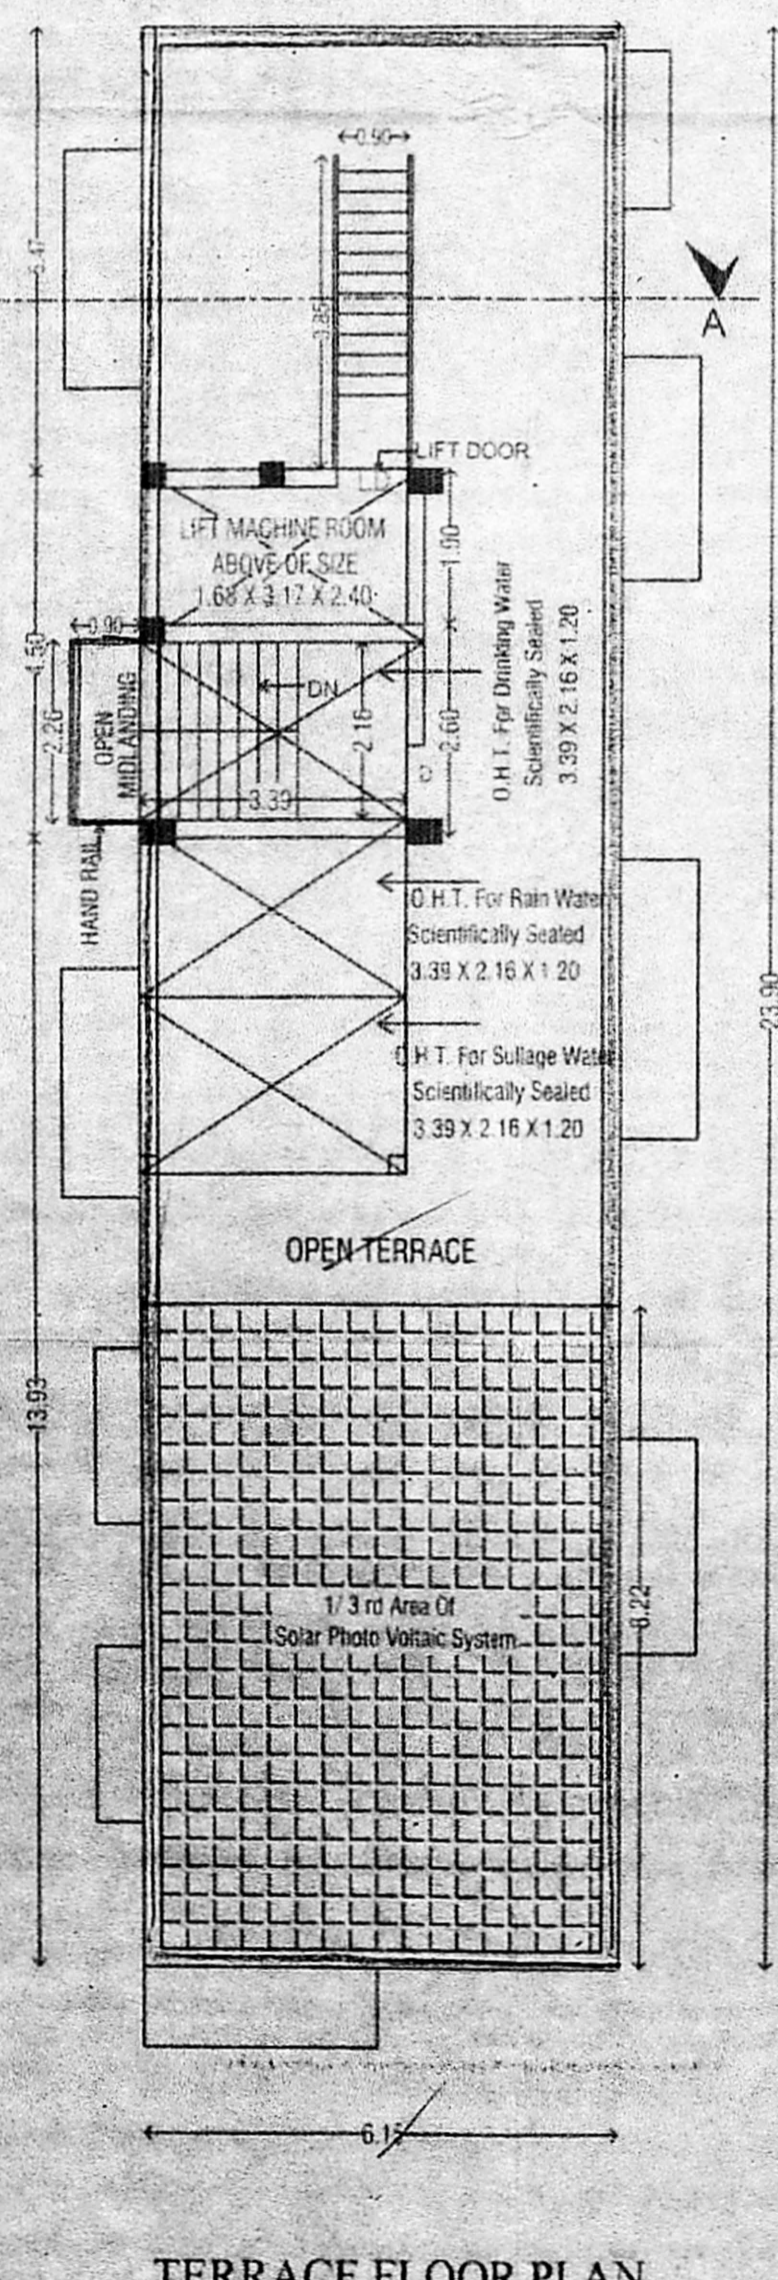 0.90
5.47
3.85
A
LIFT DOOR
LD
LIFT MACHINE ROOM
ABOVE OF SIZE
1.68 X 3.17 X 2.40
1.90
0.90
4.50
2.26
OPEN
MIDLANDING
DN
2.16
2.60
3.39
O.H.T. For Drinking Water
Scientifically Sealed
3.39 X 2.16 X 1.20
HAND RAIL
O.H.T. For Rain Water
Scientifically Sealed
3.39 X 2.16 X 1.20
23.90
O.H.T. For Sullage Water
Scientifically Sealed
3.39 X 2.16 X 1.20
OPEN TERRACE
13.93
1/3 rd Area Of
Solar Photo Voltaic System
8.22
6.15
TERRACE FLOOR PLAN